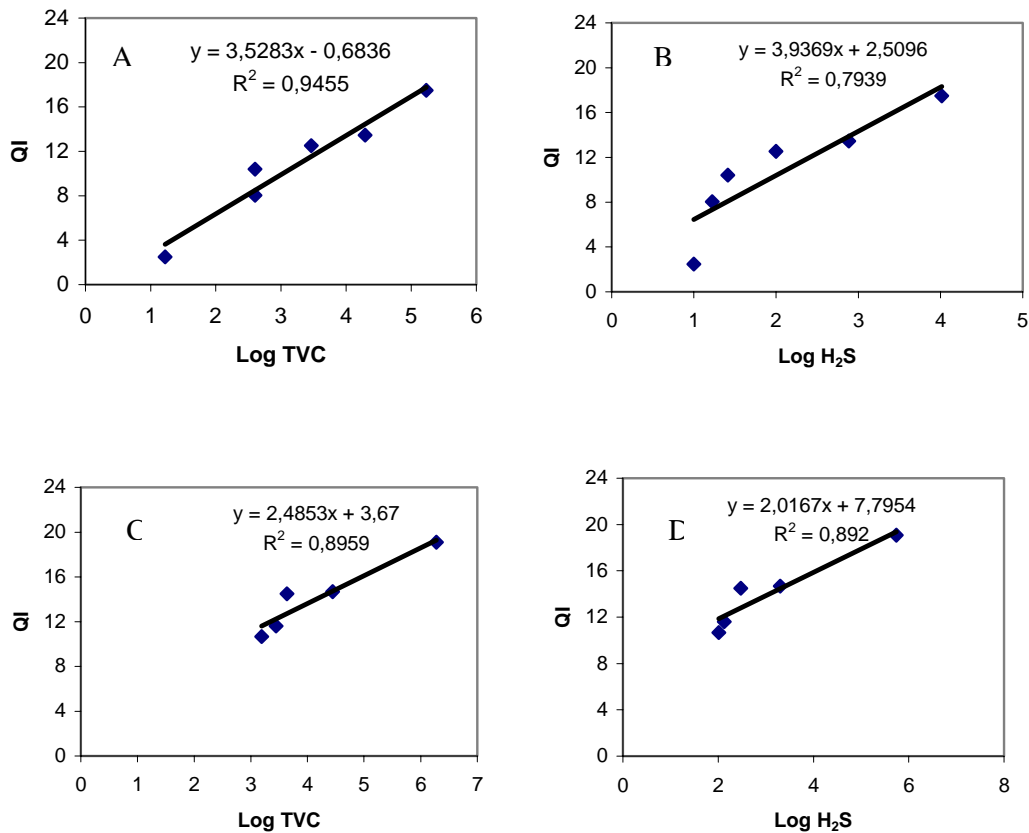 A
y = 3,5283x - 0,6836
R² = 0,9455
24
20
16
12
8
4
0
QI
0 1 2 3 4 5 6
Log TVC
B
y = 3,9369x + 2,5096
R² = 0,7939
24
20
16
12
8
4
0
QI
0 1 2 3 4 5
Log H₂S
C
y = 2,4853x + 3,67
R² = 0,8959
24
20
16
12
8
4
0
QI
0 1 2 3 4 5 6 7
Log TVC
D
y = 2,0167x + 7,7954
R² = 0,892
24
20
16
12
8
4
0
QI
0 2 4 6 8
Log H₂S